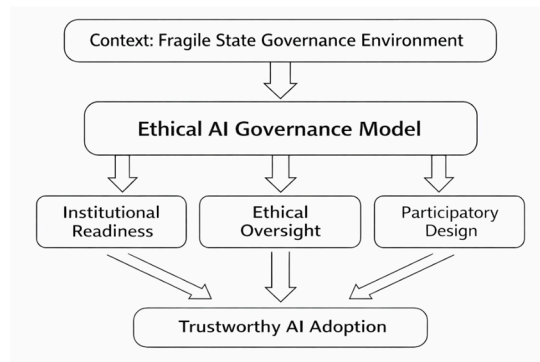 Context: Fragile State Governance Environment
Ethical AI Governance Model
Institutional
Readiness
Ethical
Oversight
Participatory
Design
Trustworthy AI Adoption